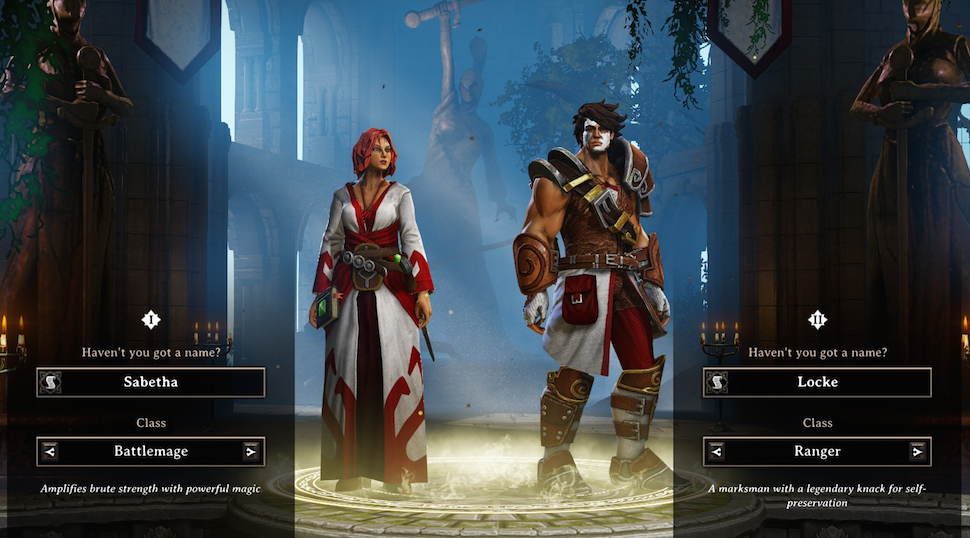 I
Haven't you got a name?
Sabetha
Class
Battlemage
Amplifies brute strength with powerful magic
II
Haven't you got a name?
Locke
Class
Ranger
A marksman with a legendary knack for self-
preservation